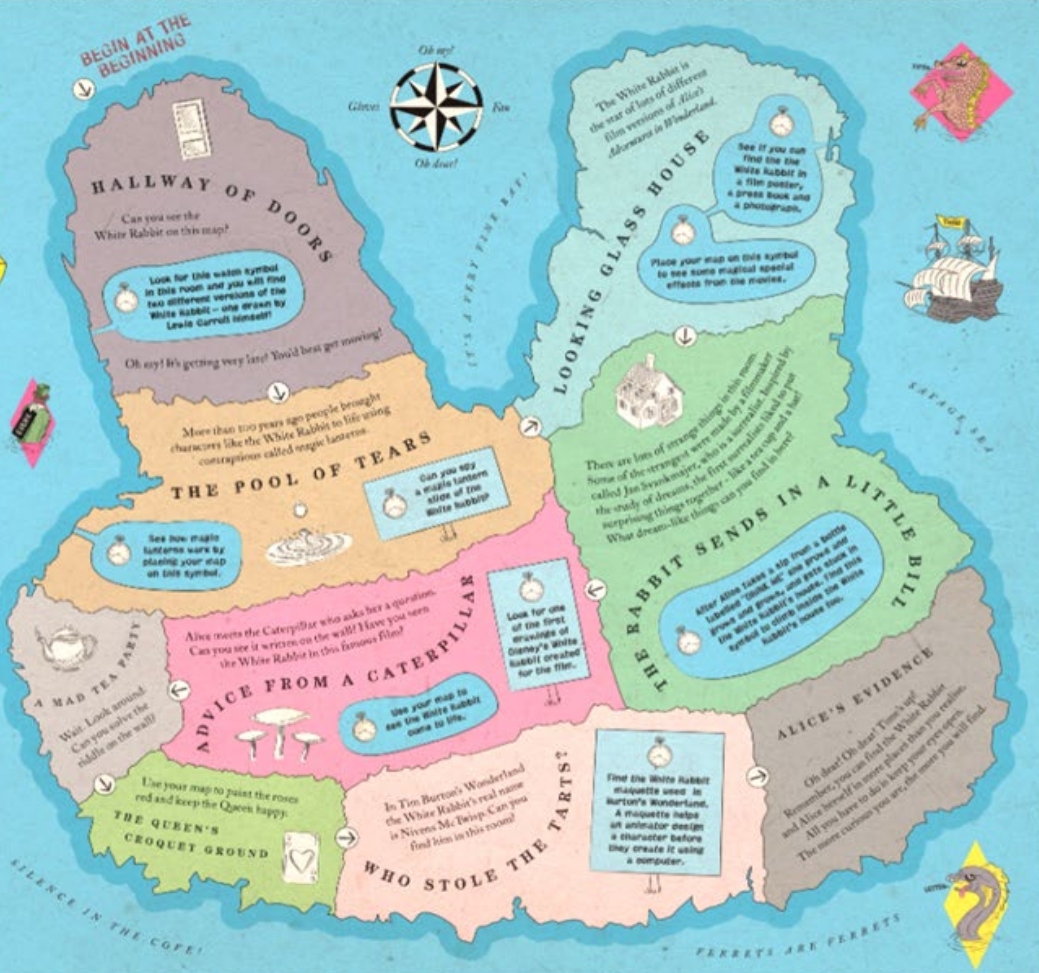 BEGIN AT THE
BEGINNING
Oh my!
Gloves
Fan
Oh dear!
IT'S A VERY FINE BAY!
HALLWAY OF DOORS
Can you see the
White Rabbit on this map?
Look for this watch symbol
in this room and you will find
two different versions of the
White Rabbit – one drawn by
Lewis Carroll himself!
Oh my! It's getting very late! You'd best get moving!
More than 100 years ago people brought
characters like the White Rabbit to life using
contraptions called magic lanterns.
THE POOL OF TEARS
Can you spy
a magic lantern
slide of the
White Rabbit?
See how magic
lanterns work by
placing your map
on this symbol.
The White Rabbit is
the star of lots of different
film versions of Alice's
Adventures in Wonderland.
LOOKING GLASS HOUSE
See if you can
find the the
White Rabbit in
a film poster,
a press book and
a photograph.
Place your map on this symbol
to see some magical special
effects from the movies.
There are lots of strange things in this room.
Some of the strangest were made by a filmmaker
called Jan Svankmajer, who is a surrealist. Inspired by
the study of dreams, the first surrealists liked to put
surprising things together – like a tea cup and a hat!
What dream-like things can you find in here?
THE RABBIT SENDS IN A LITTLE BILL
After Alice takes a sip from a bottle
labelled "DRINK ME" she grows and
grows and grows, and gets stuck in
the White Rabbit's house. Find this
symbol to climb inside the White
Rabbit's house too.
Alice meets the Caterpillar who asks her a question.
Can you see it written on the wall? Have you seen
the White Rabbit in this famous film?
ADVICE FROM A CATERPILLAR
Look for one
of the first
drawings of
Disney's White
Rabbit created
for the film.
Use your map to
see the White Rabbit
come to life.
A MAD TEA PARTY
Wait. Look around.
Can you solve the
riddle on the wall?
Use your map to paint the roses
red and keep the Queen happy.
THE QUEEN'S
CROQUET GROUND
In Tim Burton's Wonderland
the White Rabbit's real name
is Nivens McTwisp. Can you
find him in this room?
WHO STOLE THE TARTS?
Find the White Rabbit
maquette used in
Burton's Wonderland.
A maquette helps
an animator design
a character before
they create it using
a computer.
ALICE'S EVIDENCE
Oh dear! Oh dear! Time's up!
Remember, you can find the White Rabbit
and Alice herself in more places than you realise.
All you have to do is keep your eyes open.
The more curious you are, the more you will find.
SAVAGE SEA
SILENCE IN THE COVE!
FERRETS ARE FERRETS